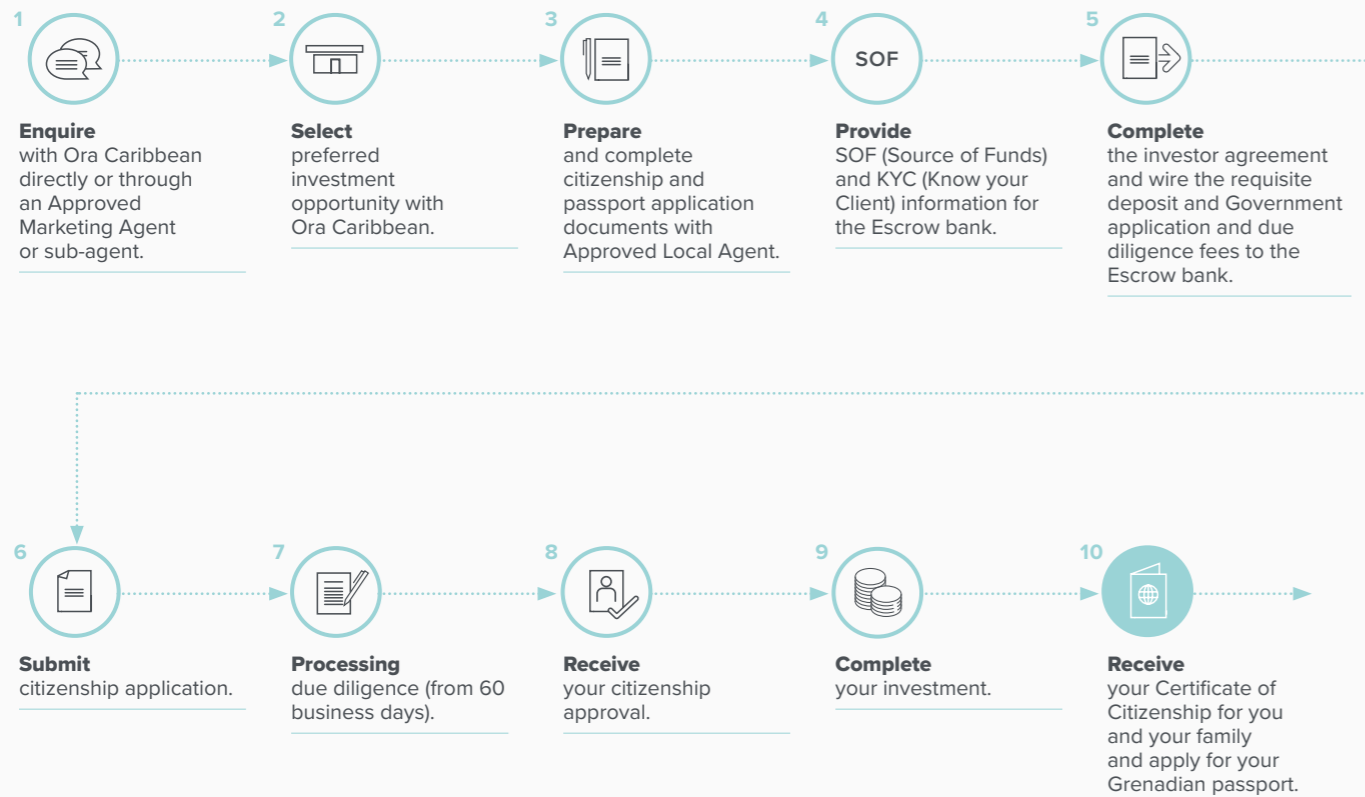 1
Enquire
with Ora Caribbean
directly or through
an Approved
Marketing Agent
or sub-agent.
2
Select
preferred
investment
opportunity with
Ora Caribbean.
3
Prepare
and complete
citizenship and
passport application
documents with
Approved Local Agent.
4
SOF
Provide
SOF (Source of Funds)
and KYC (Know your
Client) information for
the Escrow bank.
5
Complete
the investor agreement
and wire the requisite
deposit and Government
application and due
diligence fees to the
Escrow bank.
6
Submit
citizenship application.
7
Processing
due diligence (from 60
business days).
8
Receive
your citizenship
approval.
9
Complete
your investment.
10
Receive
your Certificate of
Citizenship for you
and your family
and apply for your
Grenadian passport.